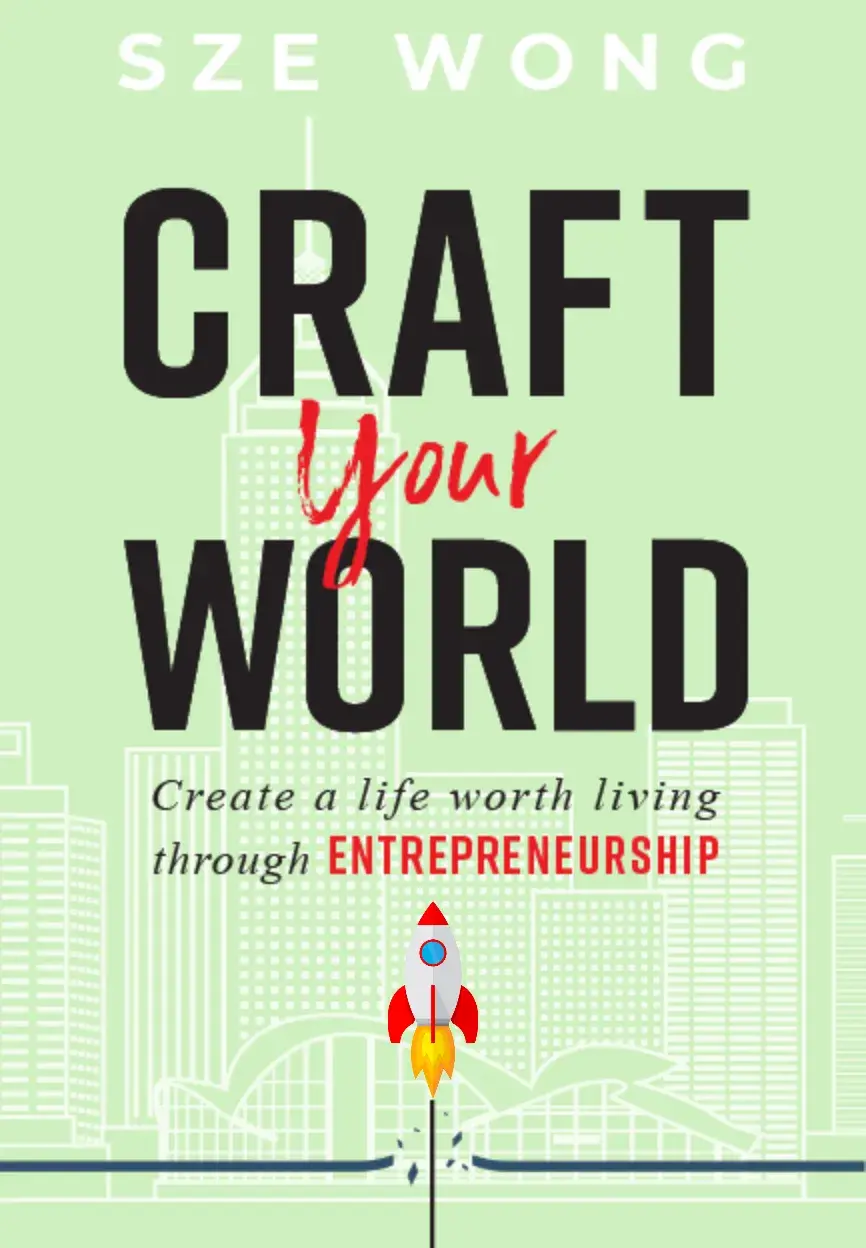 SZE WONG
CRAFT
Your
WORLD
Create a life worth living
through ENTREPRENEURSHIP